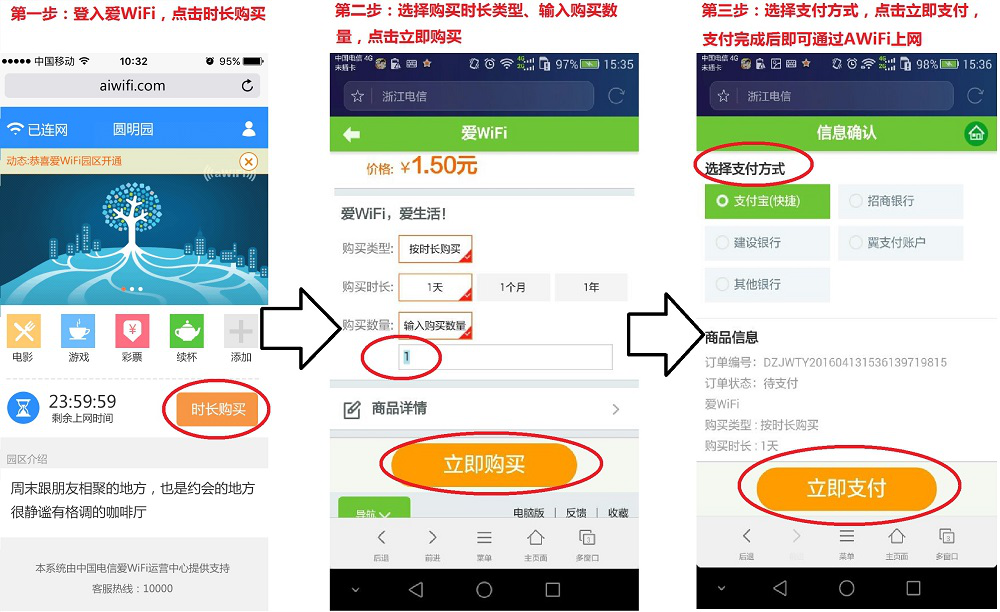 第一步：登入爱WiFi，点击时长购买
中国移动
10:32
95%
aiwifi.com
已连网
圆明园
动态:恭喜爱WiFi园区开通
aWiFi
电影
游戏
彩票
续杯
添加
23:59:59
剩余上网时间
时长购买
园区介绍
周末跟朋友相聚的地方，也是约会的地方
很静谧有格调的咖啡厅
本系统由中国电信爱WiFi运营中心提供支持
客服热线：10000
第二步：选择购买时长类型、输入购买数
量，点击立即购买
中国电信 4G
未插卡
97%
15:35
浙江电信
爱WiFi
价格: ¥1.50元
爱WiFi，爱生活！
购买类型:
按时长购买
购买时长:
1天
1个月
1年
购买数量:
输入购买数量
1
商品详情
立即购买
导航
电脑版 | 反馈 | 收藏
后退
前进
菜单
主页面
多窗口
第三步：选择支付方式，点击立即支付，
支付完成后即可通过AWiFi上网
中国电信 4G
未插卡
98%
15:36
浙江电信
信息确认
选择支付方式
支付宝(快捷)
招商银行
建设银行
翼支付账户
其他银行
商品信息
订单编号：DZJWTY201604131536139719815
订单状态：待支付
爱WiFi
购买类型 : 按时长购买
购买时长 : 1天
立即支付
后退
菜单
主页面
多窗口